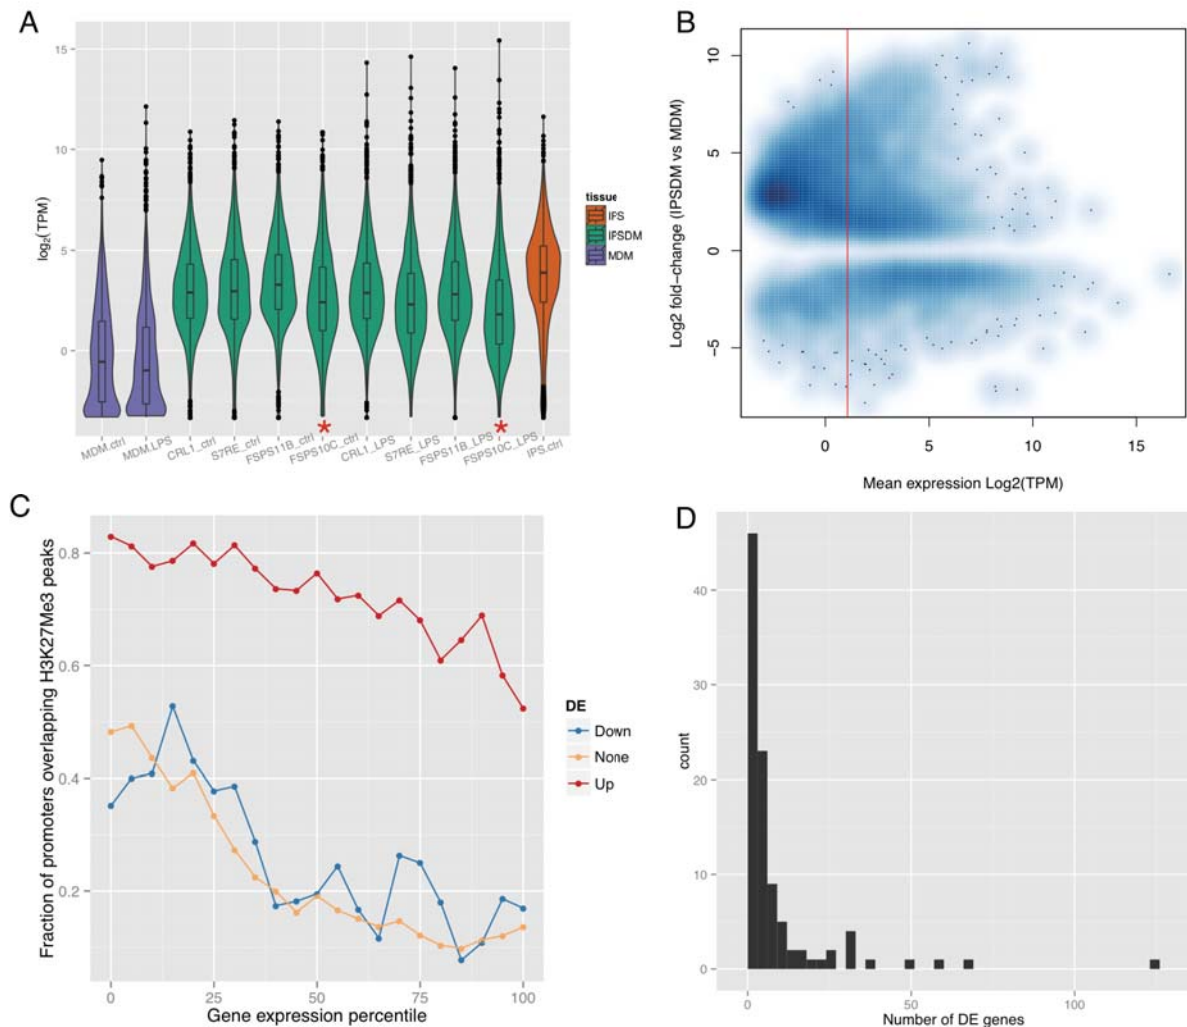 A
15
10
5
0
log2(TPM)
MDM.ctrl
MDM.LPS
CRL1_ctrl
S7RE_ctrl
FSPS11B_ctrl
FSPS10C_ctrl
CRL1_LPS
S7RE_LPS
FSPS11B_LPS
FSPS10C_LPS
IPS.ctrl
*
*
tissue
IPS
IPSDM
MDM
B
10
5
0
−5
Log2 fold−change (IPSDM vs MDM)
0
5
10
15
Mean expression Log2(TPM)
C
0.8
0.6
0.4
0.2
Fraction of promoters overlapping H3K27Me3 peaks
0
25
50
75
100
Gene expression percentile
DE
Down
None
Up
D
40
30
20
10
0
count
0
50
100
Number of DE genes